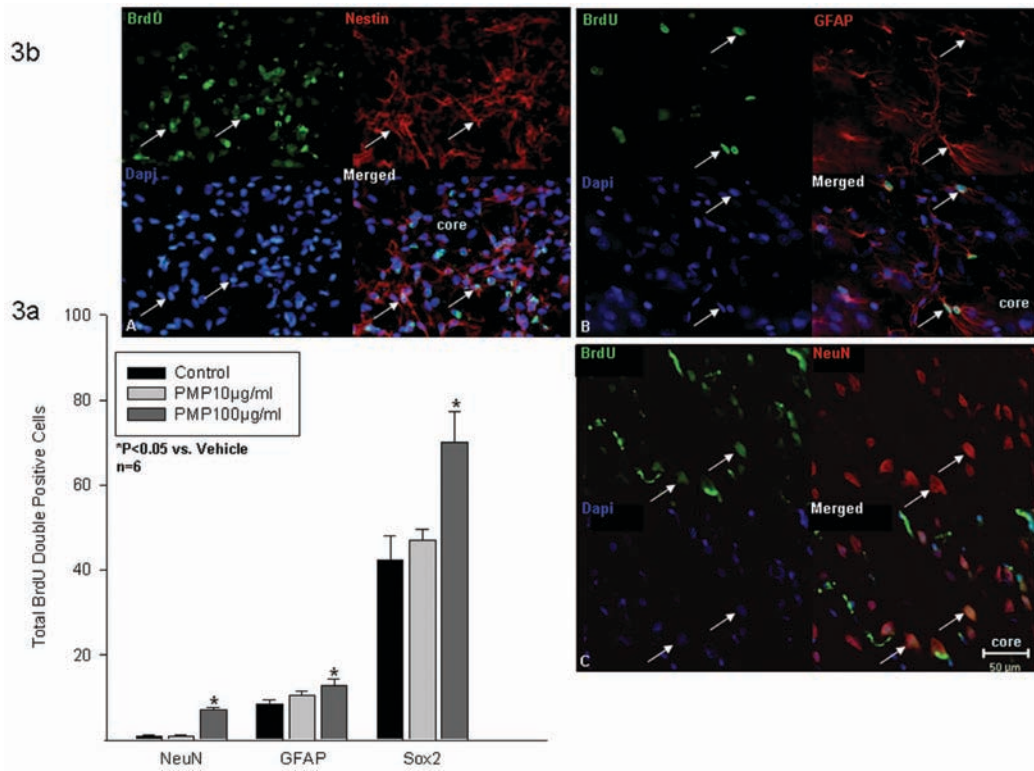 3b
BrdU
Nestin
Dapi
Merged
core
A
BrdU
GFAP
Dapi
Merged
core
B
BrdU
NeuN
Dapi
Merged
core
50 µm
C
3a
100
80
60
40
20
Total BrdU Double Positive Cells
Control
PMP10µg/ml
PMP100µg/ml
*P<0.05 vs. Vehicle
n=6
*
*
*
NeuN GFAP Sox2